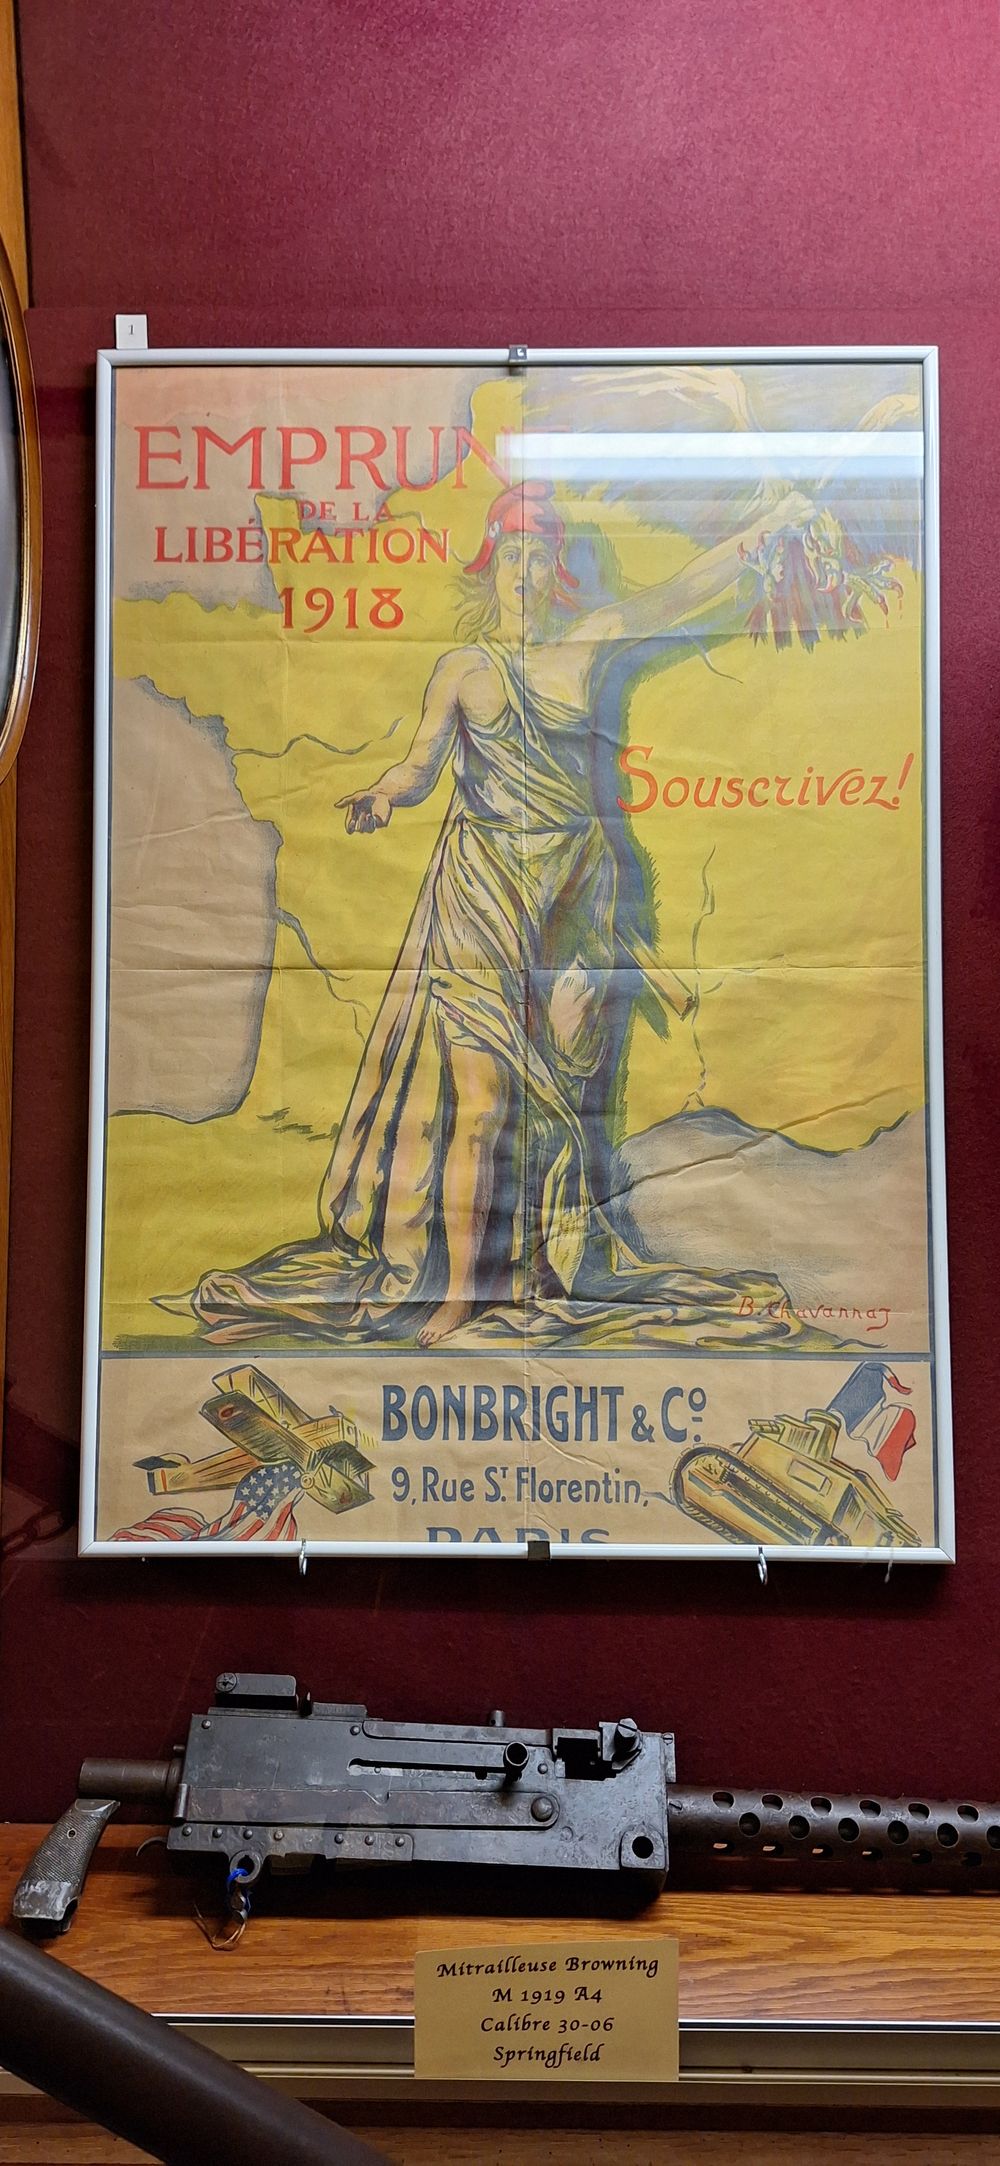 1
EMPRUNT
DE LA
LIBÉRATION
1918
Souscrivez!
B. Chavannaz
BONBRIGHT & Cº
9, Rue St. Florentin,
PARIS
Mitrailleuse Browning
M 1919 A4
Calibre 30-06
Springfield